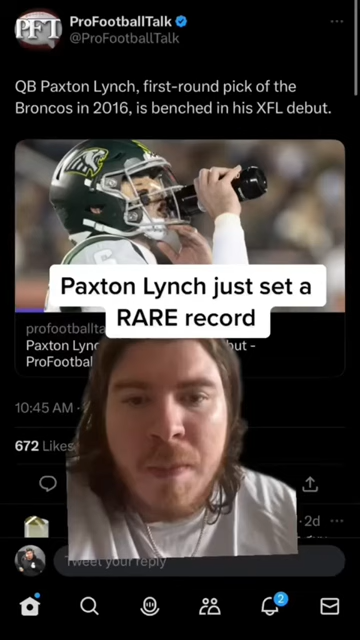 PFT
ProFootballTalk
@ProFootballTalk
QB Paxton Lynch, first-round pick of the
Broncos in 2016, is benched in his XFL debut.
Paxton Lynch just set a
RARE record
profootballta
Paxton Lync
but -
ProFootbal
10:45 AM ·
672 Likes
· 2d
Tweet your reply
2